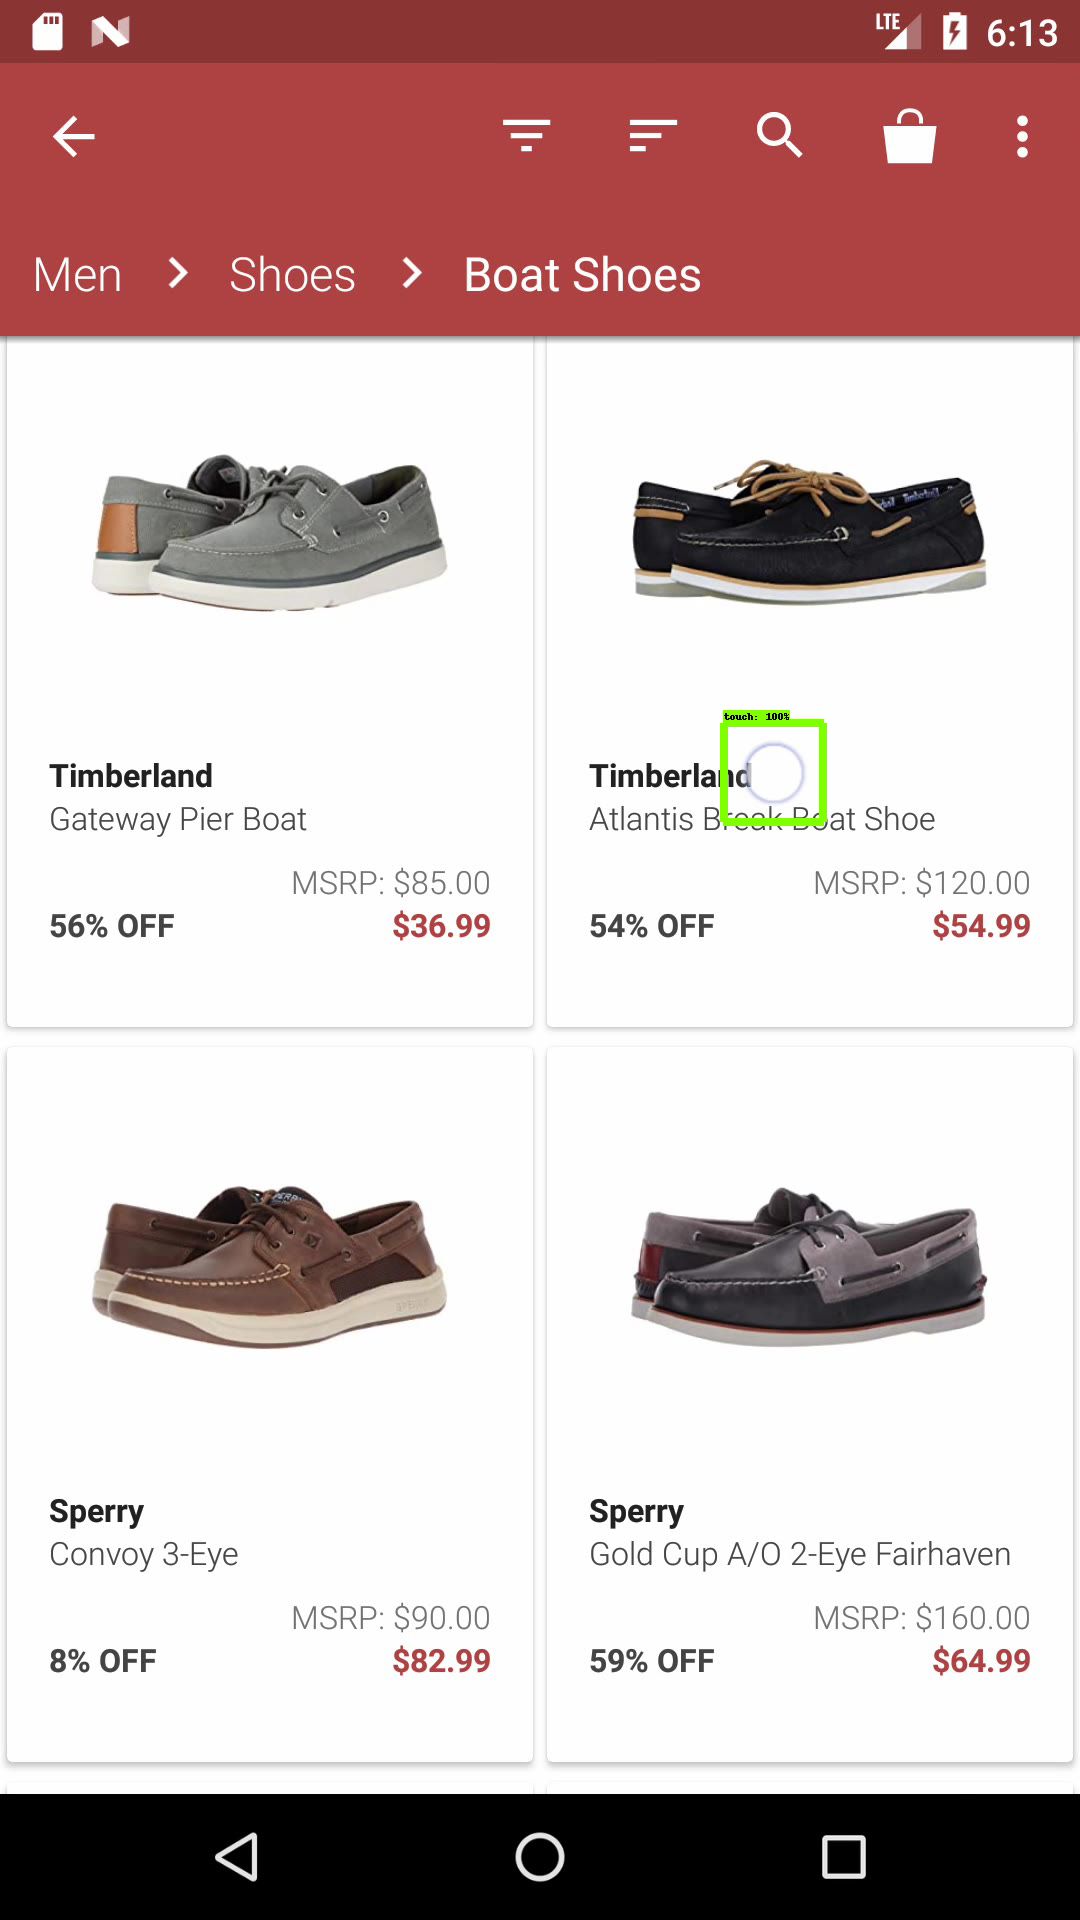 LTE 6:13
Men Shoes Boat Shoes
Timberland
Gateway Pier Boat
MSRP: $85.00
56% OFF $36.99
touch: 100%
Timberland
Atlantis Break Boat Shoe
MSRP: $120.00
54% OFF $54.99
Sperry
Convoy 3-Eye
MSRP: $90.00
8% OFF $82.99
Sperry
Gold Cup A/O 2-Eye Fairhaven
MSRP: $160.00
59% OFF $64.99